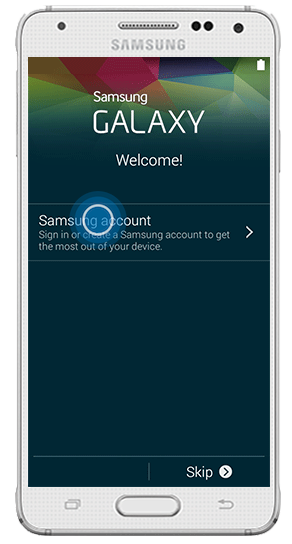 SAMSUNG
Samsung
GALAXY
Welcome!
Samsung account
Sign in or create a Samsung account to get
the most out of your device.
Skip